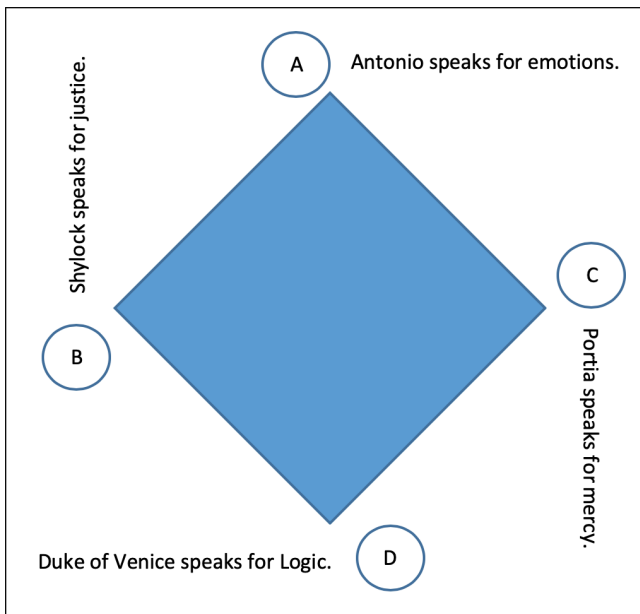 A
Antonio speaks for emotions.
Shylock speaks for justice.
C
B
Portia speaks for mercy.
Duke of Venice speaks for Logic.
D